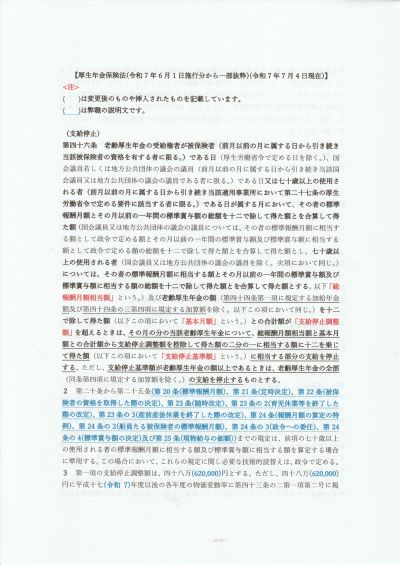 【厚生年金保険法(令和７年６月１日施行分から一部抜粋)(令和７年７月４日現在)】
<注>
(　　)は変更後のものや挿入されたものを記載しています。
(　　)は弊職の説明文です。
(支給停止)
第四十六条　老齢厚生年金の受給権者が被保険者（前月以前の月に属する日から引き続き
当該被保険者の資格を有する者に限る。）である日（厚生労働省令で定める日を除く。）、国
会議員若しくは地方公共団体の議会の議員（前月以前の月に属する日から引き続き当該国
会議員又は地方公共団体の議会の議員である者に限る。）である日又は七十歳以上の使用さ
れる者（前月以前の月に属する日から引き続き当該適用事業所において第二十七条の厚生
労働省令で定める要件に該当する者に限る。）である日が属する月において、その者の標準
報酬月額とその月以前の一年間の標準賞与額の総額を十二で除して得た額とを合算して得
た額（国会議員又は地方公共団体の議会の議員については、その者の標準報酬月額に相当す
る額として政令で定める額とその月以前の一年間の標準賞与額及び標準賞与額に相当する
額として政令で定める額の総額を十二で除して得た額とを合算して得た額とし、七十歳以
上の使用される者（国会議員又は地方公共団体の議会の議員を除く。次項において同じ。）
については、その者の標準報酬月額に相当する額とその月以前の一年間の標準賞与額及び
標準賞与額に相当する額の総額を十二で除して得た額とを合算して得た額とする。以下「総
報酬月額相当額」という。）及び老齢厚生年金の額（第四十四条第一項に規定する加給年金
額及び第四十四条の三第四項に規定する加算額を除く。以下この項において同じ。）を十二
で除して得た額（以下この項において「基本月額」という。）との合計額が「支給停止調整
額」を超えるときは、その月の分の当該老齢厚生年金について、総報酬月額相当額と基本月
額との合計額から支給停止調整額を控除して得た額の二分の一に相当する額に十二を乗じ
て得た額（以下この項において「支給停止基準額」という。）に相当する部分の支給を停止
する。ただし、支給停止基準額が老齢厚生年金の額以上であるときは、老齢厚生年金の全部
（同条第四項に規定する加算額を除く。）の支給を停止するものとする。
２　第二十条から第二十五条(第 20 条(標準報酬月額)、第 21 条(定時決定)、第 22 条(被
保険者の資格を取得した際の決定)、第 23 条(随時改定)、第 23 条の 2(育児休業等を終了し
た際の改定)、第 23 条の 3(産前産後休業を終了した際の改定)、第 24 条(報酬月額の算定の特
例)、第 24 条の 2(船員たる被保険者の標準報酬月額)、第 24 条の 3(政令への委任)、第 24
条の 4(標準賞与額の決定)及び第 25 条(現物給与の価額))までの規定は、前項の七十歳以上
の使用される者の標準報酬月額に相当する額及び標準賞与額に相当する額を算定する場合
に準用する。この場合において、これらの規定に関し必要な技術的読替えは、政令で定める。
３　第一項の支給停止調整額は、四十八万(620,000)円とする。ただし、四十八万(620,000)
円に平成十七(令和 7)年度以後の各年度の物価変動率に第四十三条の二第一項第二号に掲